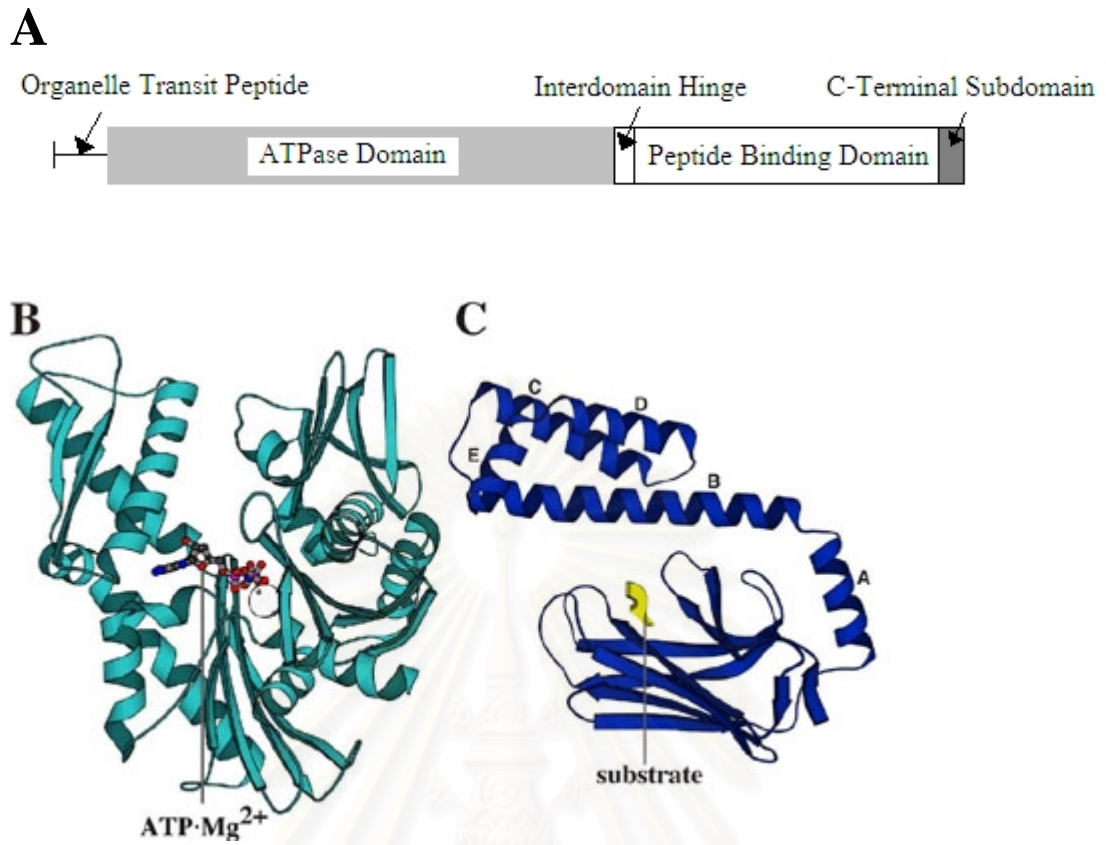 A
Organelle Transit Peptide
Interdomain Hinge
C-Terminal Subdomain
ATPase Domain
Peptide Binding Domain
B
C
C
D
E
B
A
substrate
ATP·Mg2+